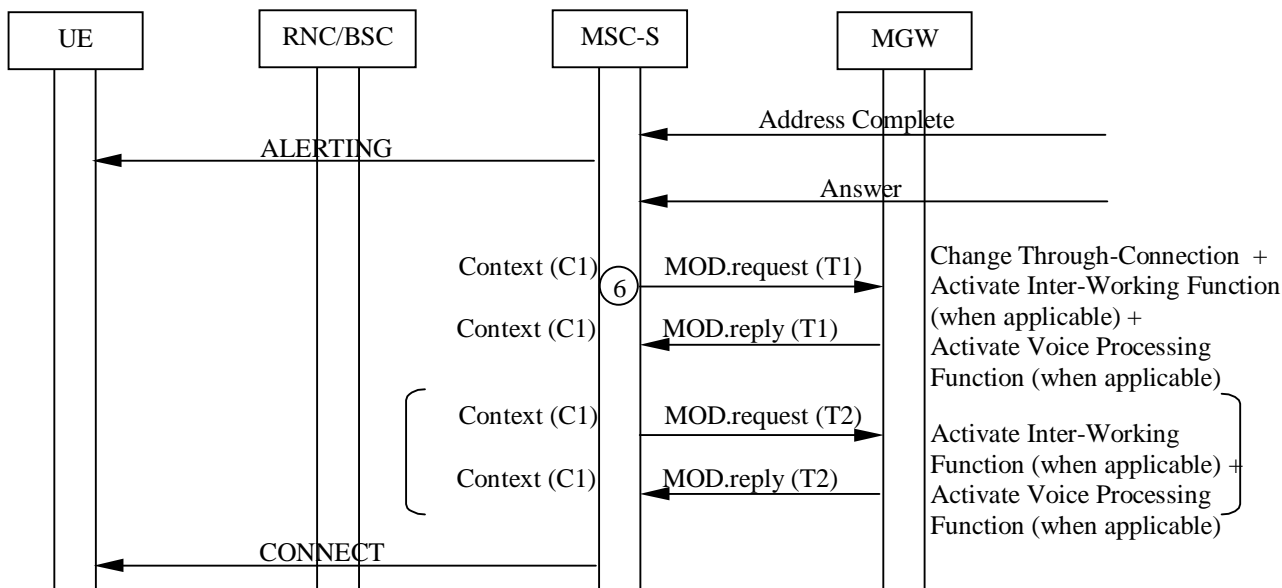 UE
RNC/BSC
MSC-S
MGW
Address Complete
ALERTING
Answer
Context (C1)
6
MOD.request (T1)
Change Through-Connection +
Activate Inter-Working Function
(when applicable) +
Activate Voice Processing
Function (when applicable)
Context (C1)
MOD.reply (T1)
Context (C1)
MOD.request (T2)
Activate Inter-Working
Function (when applicable) +
Activate Voice Processing
Function (when applicable)
Context (C1)
MOD.reply (T2)
CONNECT